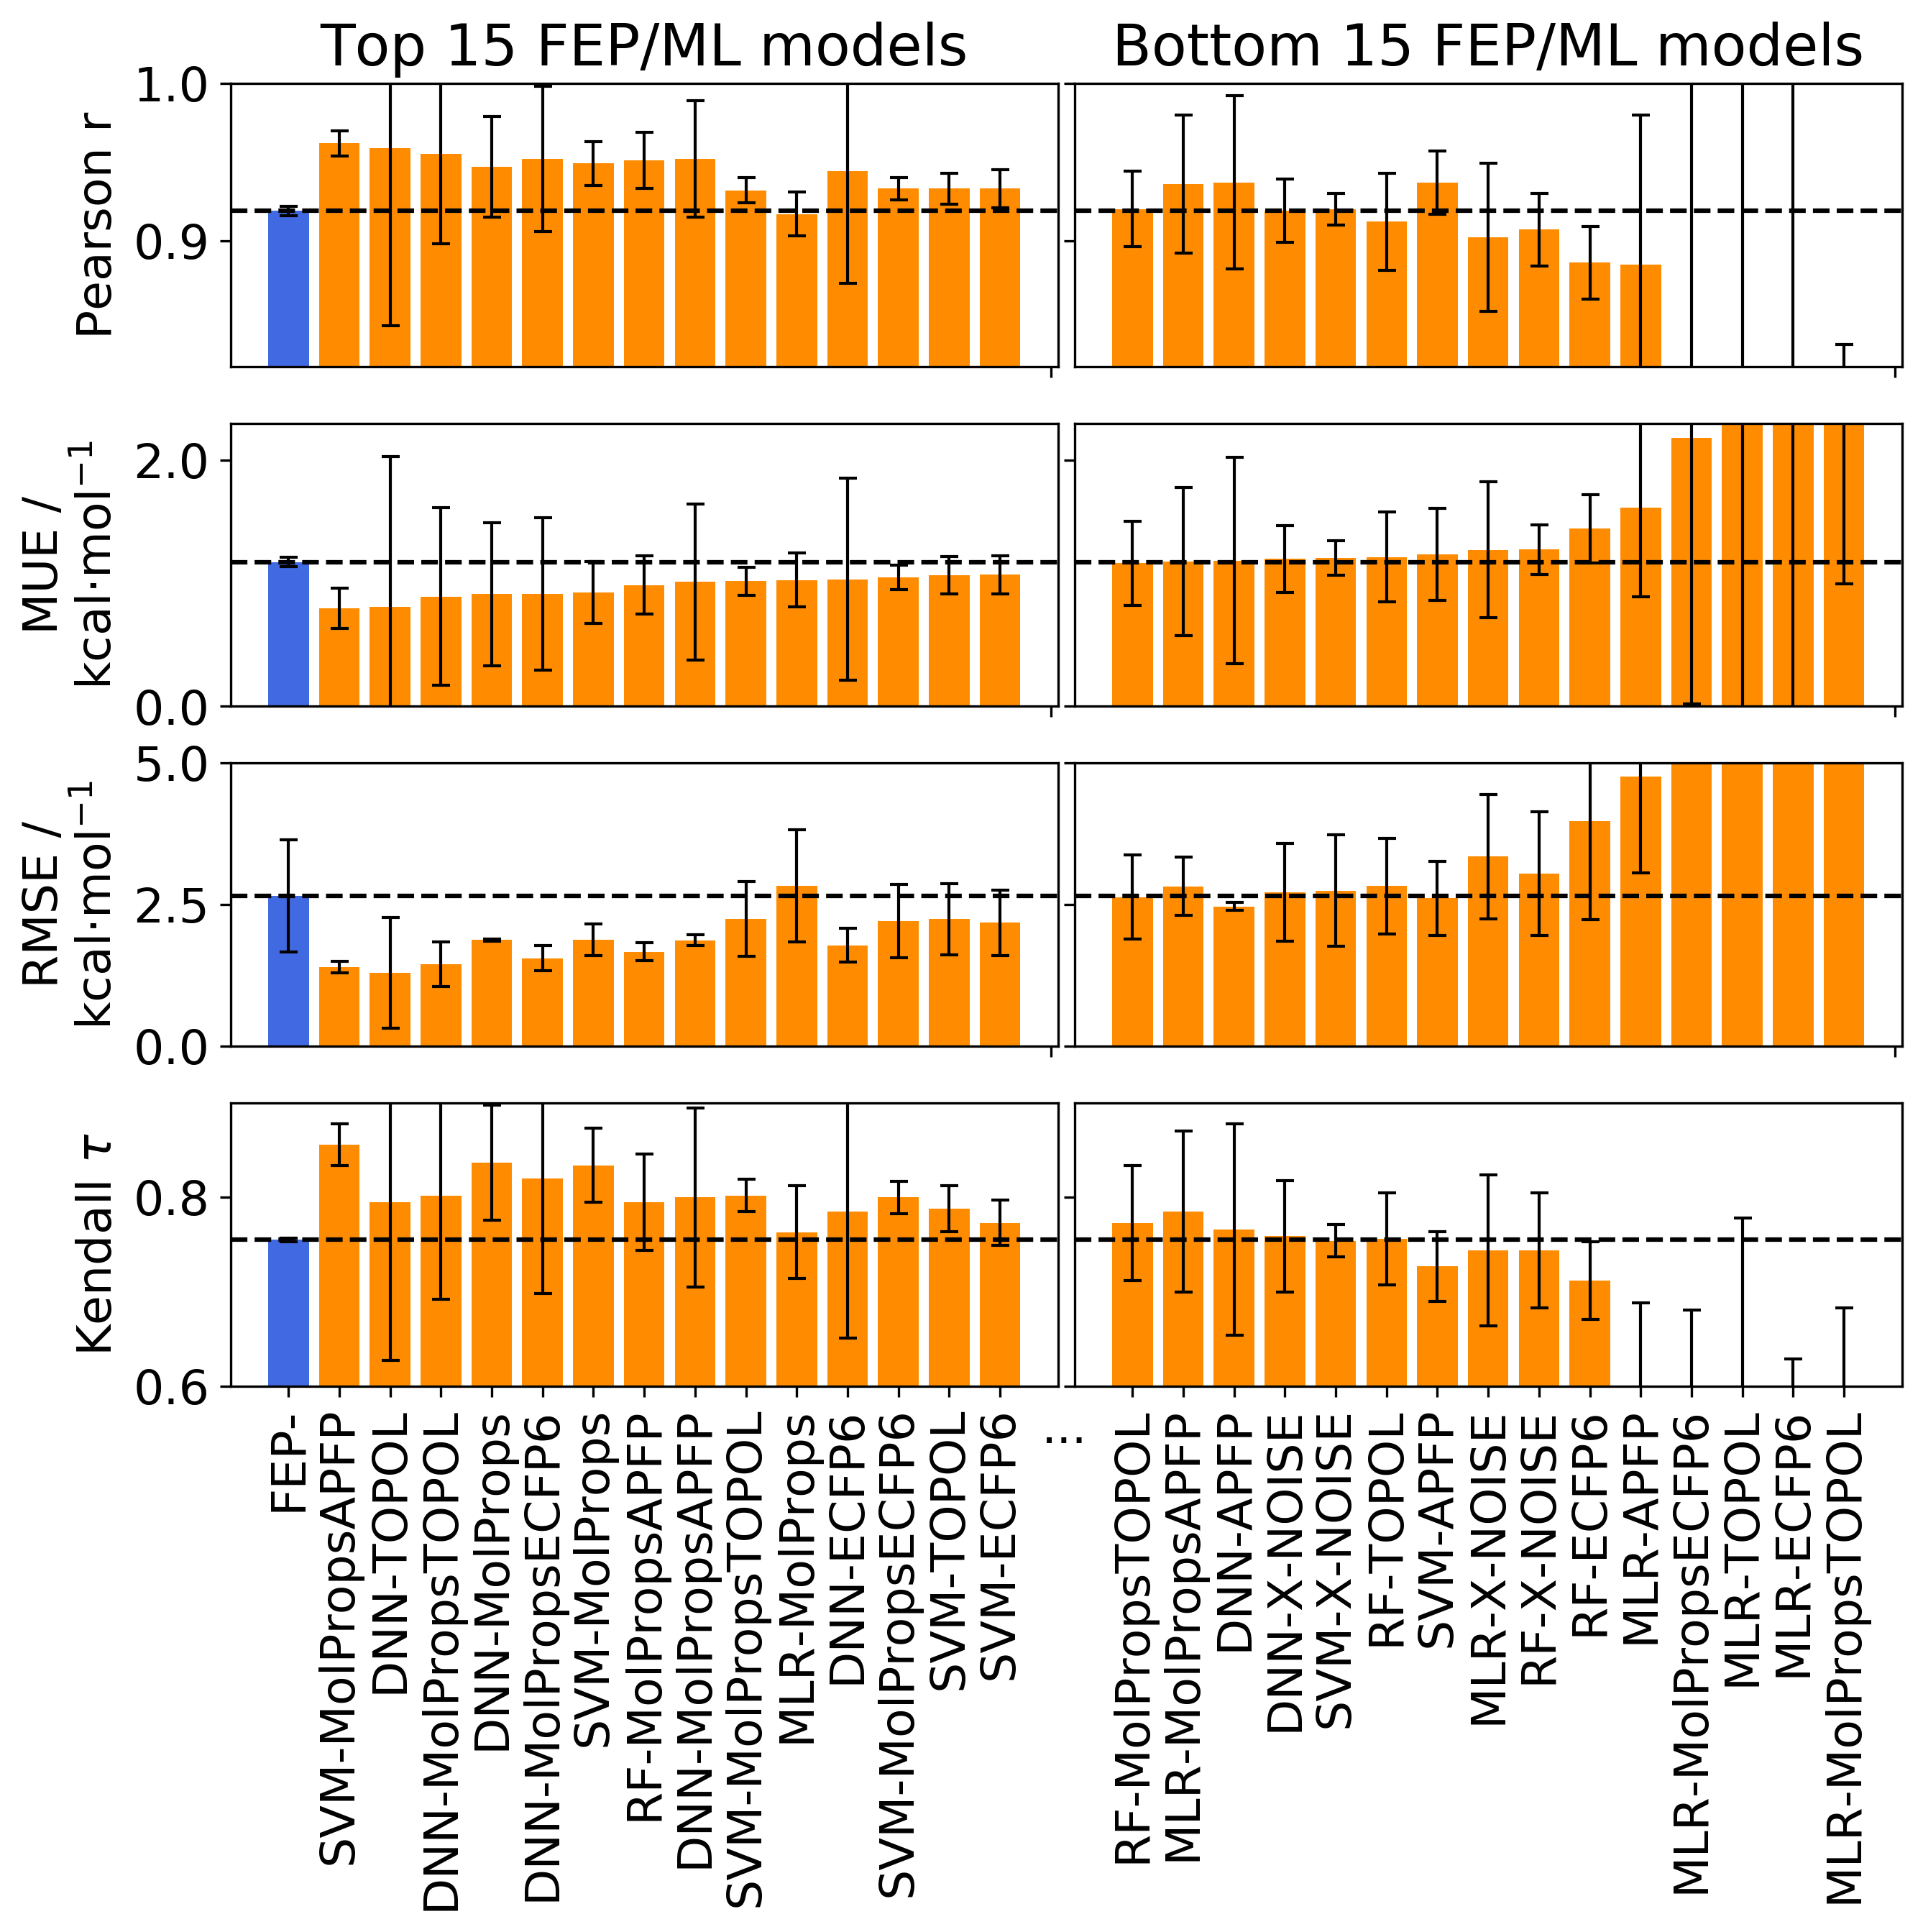 Top 15 FEP/ML models
Bottom 15 FEP/ML models
Pearson r
1.0
0.9
MUE /
kcal·mol⁻¹
2.0
0.0
RMSE /
kcal·mol⁻¹
5.0
2.5
0.0
Kendall τ
0.8
0.6
FEP-
SVM-MolPropsAPFP
DNN-TOPOL
DNN-MolPropsTOPOL
DNN-MolProps
DNN-MolPropsECFP6
SVM-MolProps
RF-MolPropsAPFP
DNN-MolPropsAPFP
SVM-MolPropsTOPOL
MLR-MolProps
DNN-ECFP6
SVM-MolPropsECFP6
SVM-TOPOL
SVM-ECFP6
...
RF-MolPropsTOPOL
MLR-MolPropsAPFP
DNN-APFP
DNN-X-NOISE
SVM-X-NOISE
RF-TOPOL
SVM-APFP
MLR-X-NOISE
RF-X-NOISE
RF-ECFP6
MLR-APFP
MLR-MolPropsECFP6
MLR-TOPOL
MLR-ECFP6
MLR-MolPropsTOPOL